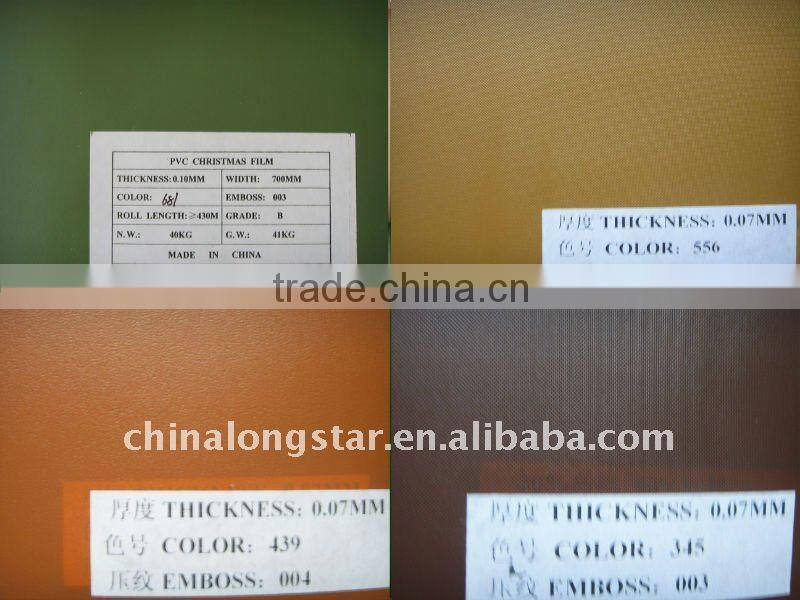 PVC CHRISTMAS FILM
THICKNESS: 0.10MM WIDTH: 700MM
COLOR: 681 EMBOSS: 003
ROLL LENGTH: ≥430M GRADE: B
N.W.: 40KG G.W.: 41KG
MADE IN CHINA
厚度 THICKNESS: 0.07MM
色号 COLOR: 556
trade.china.cn
chinalongstar.en.alibaba.com
厚度 THICKNESS: 0.07MM
色号 COLOR: 439
压纹 EMBOSS: 004
厚度 THICKNESS: 0.07MM
色号 COLOR: 345
压纹 EMBOSS: 003